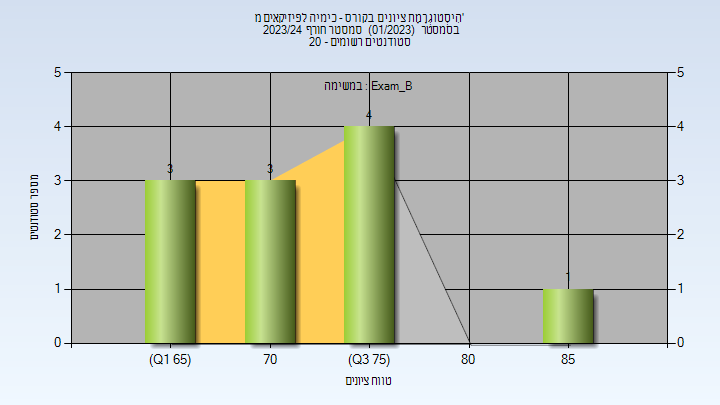 היסטוגרמת ציונים בקורס - כימיה לפיזיקאים מ'
בסמסטר (01/2023) סמסטר חורף 2023/24
סטודנטים רשומים - 20
במשימה : Exam_B
5 5
4 4
4
3 3
3 3
2 2
1 1
1
0 0
(Q1 65) 70 (Q3 75) 80 85
מספר סטודנטים
טווח ציונים